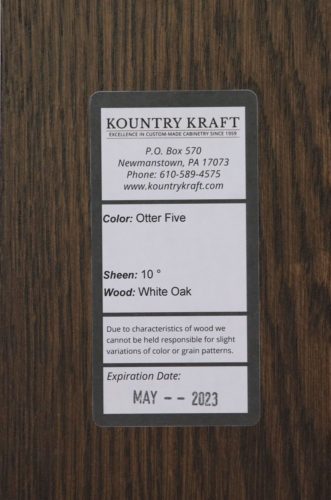 KOUNTRY KRAFT
EXCELLENCE IN CUSTOM-MADE CABINETRY SINCE 1959
P.O. Box 570
Newmanstown, PA 17073
Phone: 610-589-4575
www.kountrykraft.com
Color: Otter Five
Sheen: 10 °
Wood: White Oak
Due to characteristics of wood we
cannot be held responsible for slight
variations of color or grain patterns.
Expiration Date:
MAY -- 2023